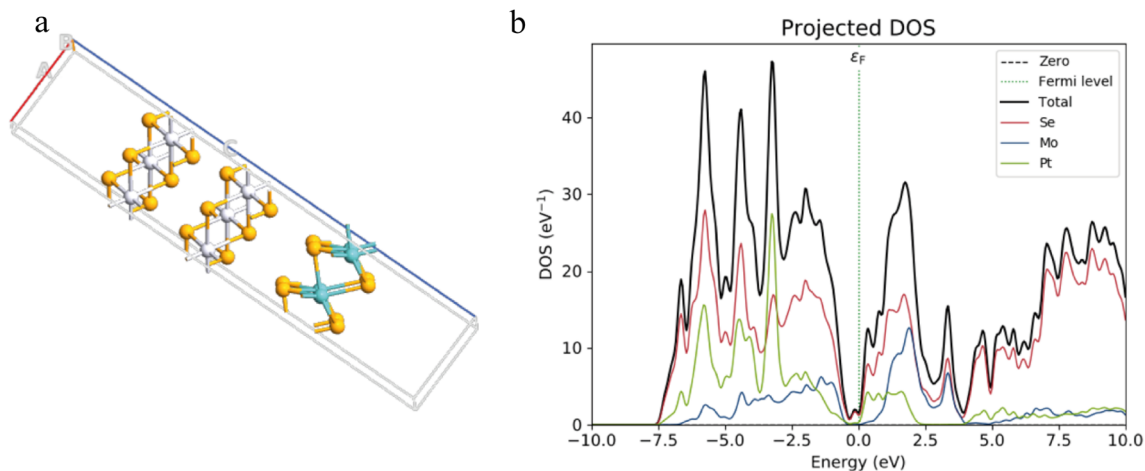 a
B
A
C
b
Projected DOS
εF
Zero
Fermi level
Total
Se
Mo
Pt
DOS (eV⁻¹)
40
30
20
10
0
−10.0 −7.5 −5.0 −2.5 0.0 2.5 5.0 7.5 10.0
Energy (eV)